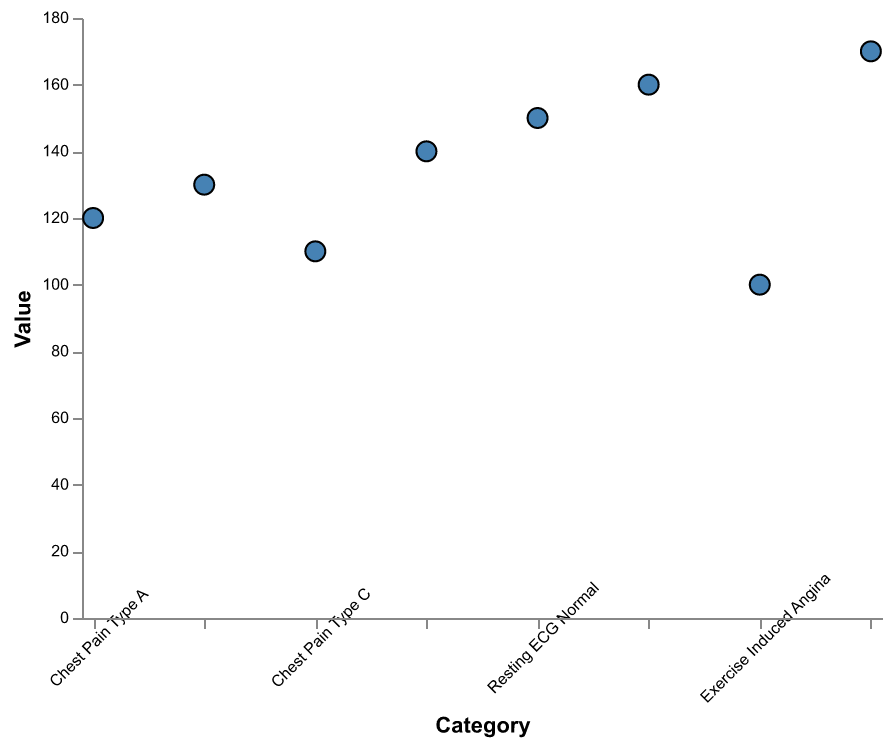 180
160
140
120
100
80
60
40
20
0
Value
Chest Pain Type A
Chest Pain Type C
Resting ECG Normal
Exercise Induced Angina
Category